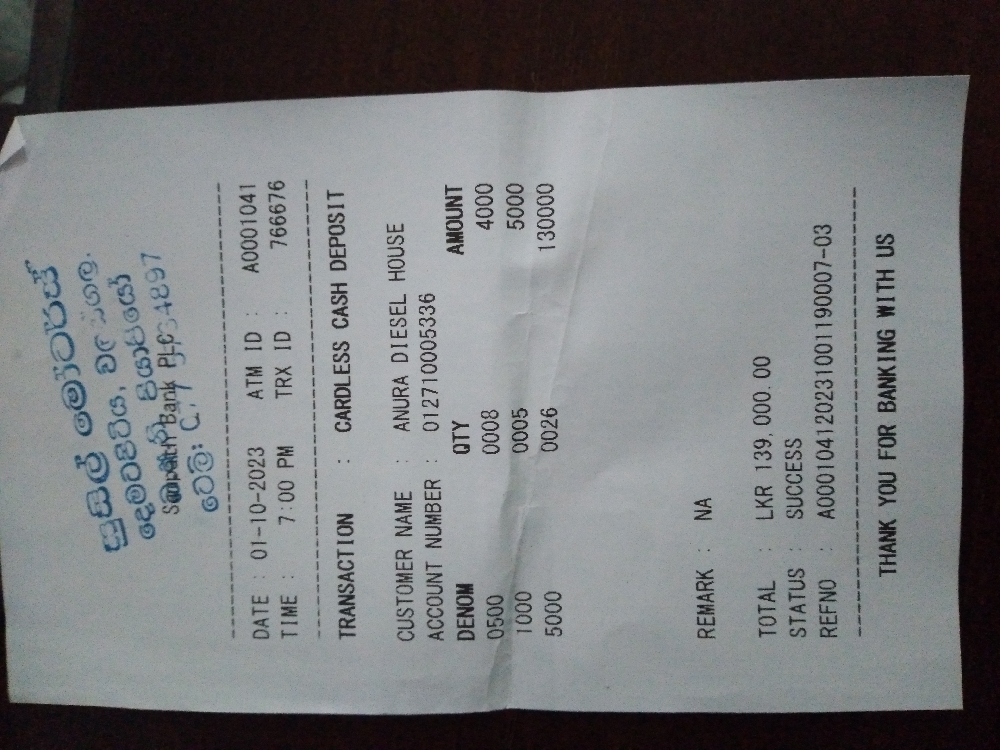 සුසල් මෝටර්ස්
Sampath Bank PLC
DATE : 01-10-2023 ATM ID : A0001041
TIME : 7:00 PM TRX ID : 766676
TRANSACTION : CARDLESS CASH DEPOSIT
CUSTOMER NAME : ANURA DIESEL HOUSE
ACCOUNT NUMBER : 012710005336
DENOM QTY AMOUNT
0500 0008 4000
1000 0005 5000
5000 0026 130000
REMARK : NA
TOTAL : LKR 139,000.00
STATUS : SUCCESS
REFNO : A000104120231001190007-03
THANK YOU FOR BANKING WITH US